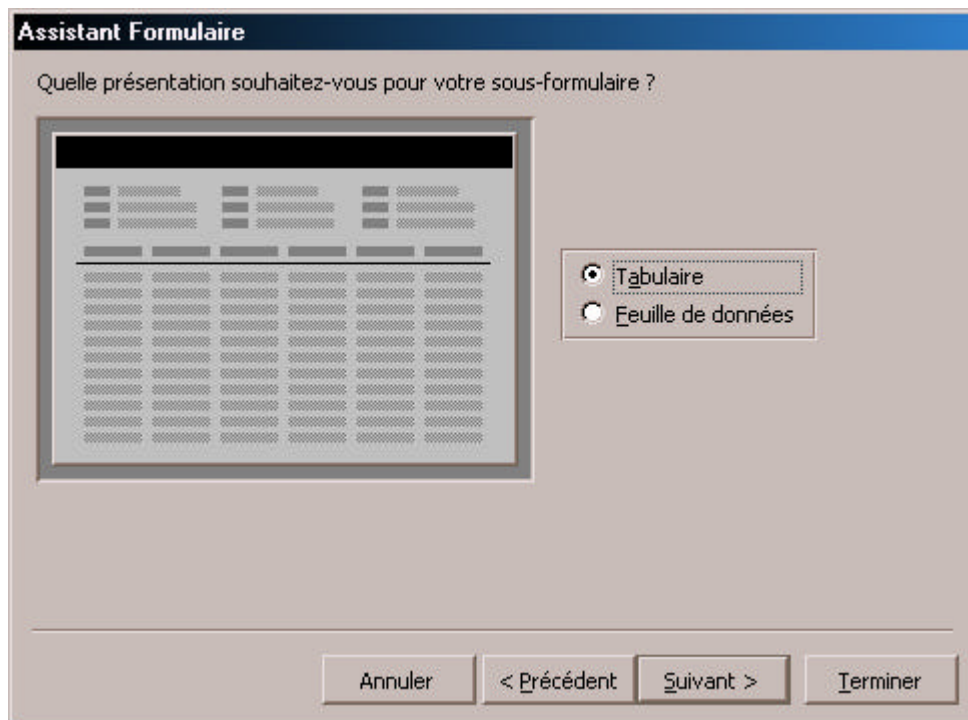 Assistant Formulaire
Quelle présentation souhaitez-vous pour votre sous-formulaire ?
Tabulaire
Feuille de données
Annuler
< Précédent
Suivant >
Terminer